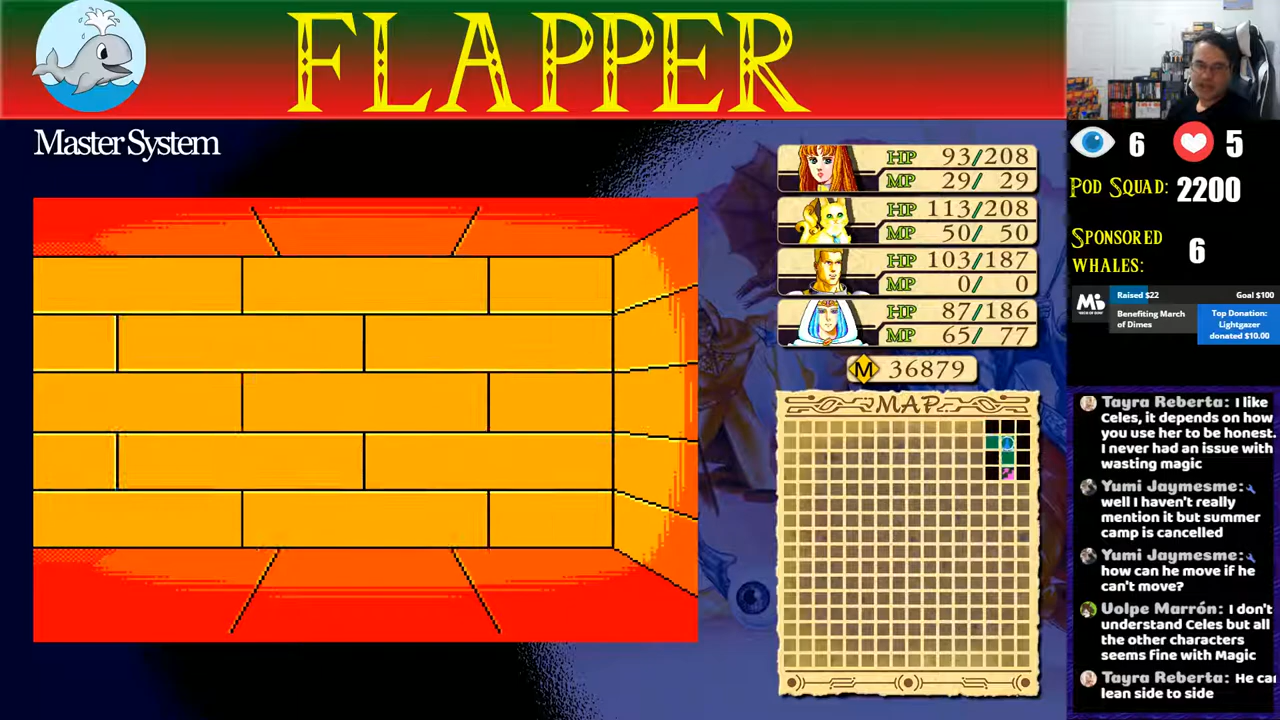 FLAPPER
Master System
HP 93/208
MP 29/ 29
HP 113/208
MP 50/ 50
HP 103/187
MP 0/ 0
HP 87/186
MP 65/ 77
M 36879
MAP
6 5
POD SQUAD: 2200
SPONSORED
WHALES: 6
Raised $22 Goal $100
Benefiting March
of Dimes
Top Donation:
Lightgazer
donated $10.00
Tayra Reberta: I like
Celes, it depends on how
you use her to be honest.
I never had an issue with
wasting magic
Yumi Jaymesme:
well I haven't really
mention it but summer
camp is cancelled
Yumi Jaymesme:
how can he move if he
can't move?
Uolpe Marrón: I don't
understand Celes but all
the other characters
seems fine with Magic
Tayra Reberta: He can
lean side to side